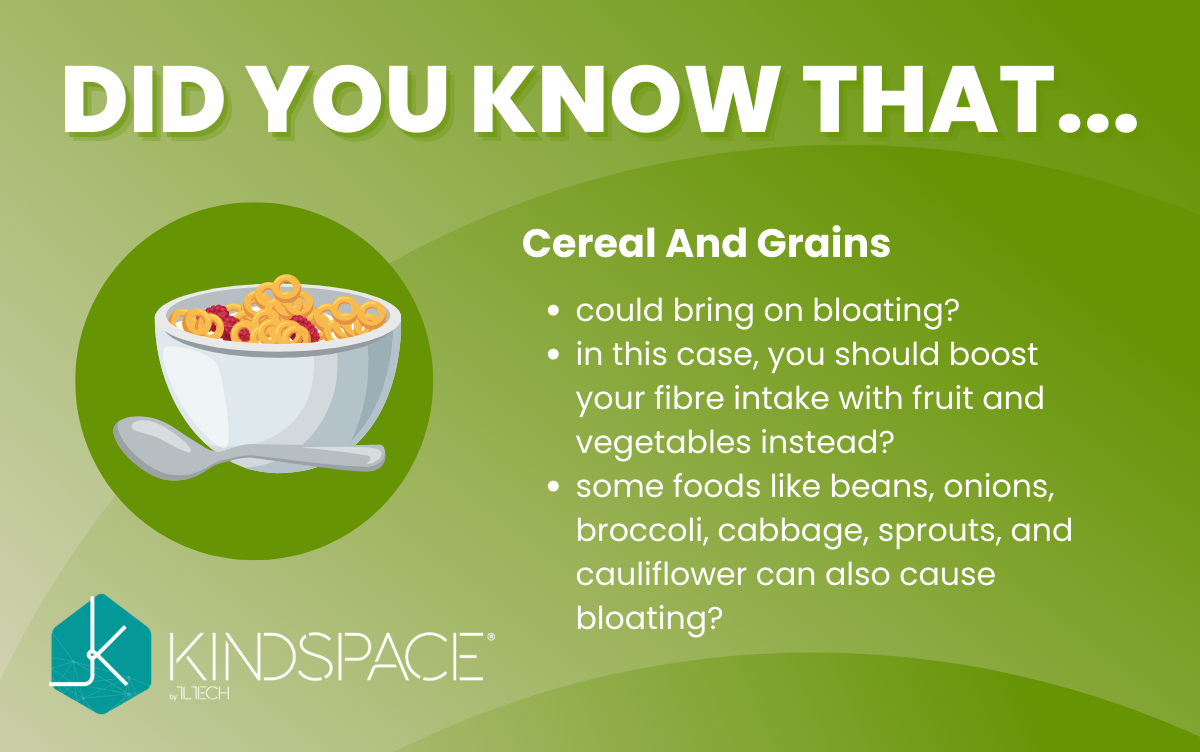 DID YOU KNOW THAT...
Cereal And Grains
• could bring on bloating?
• in this case, you should boost
your fibre intake with fruit and
vegetables instead?
• some foods like beans, onions,
broccoli, cabbage, sprouts, and
cauliflower can also cause
bloating?
KINDSPACE®
by TLTECH